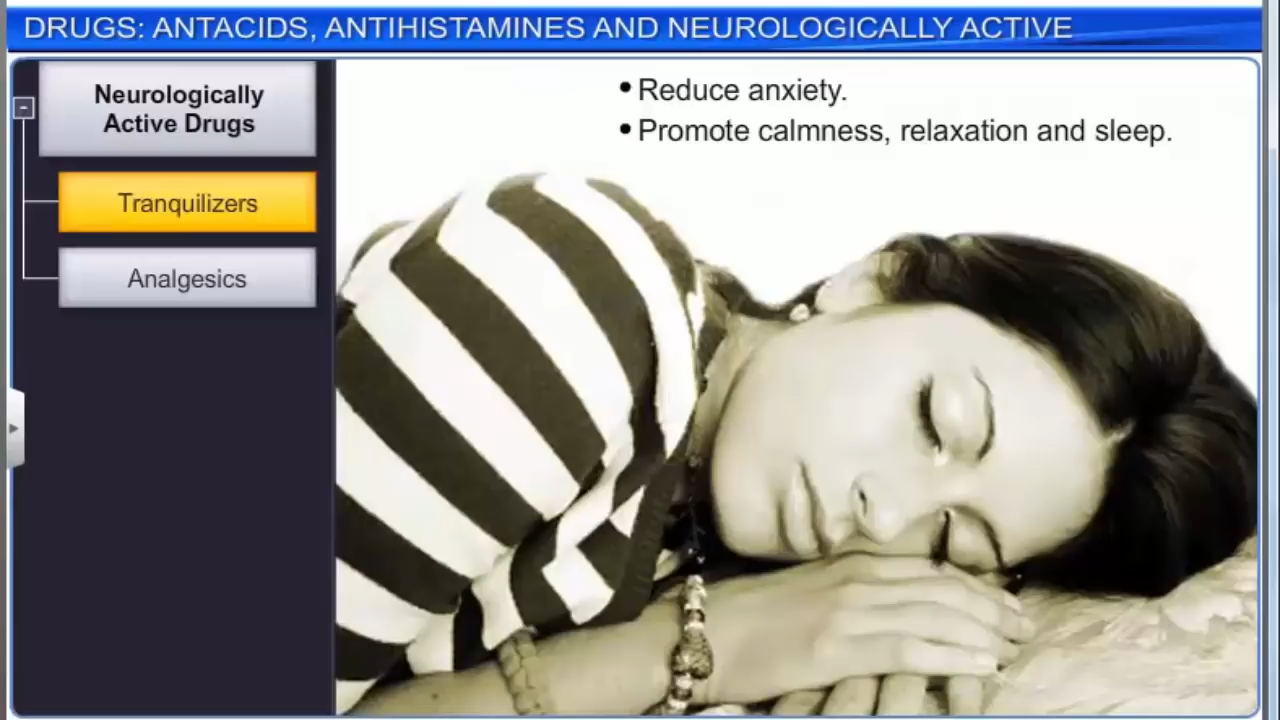 DRUGS: ANTACIDS, ANTIHISTAMINES AND NEUROLOGICALLY ACTIVE
Neurologically
Active Drugs
Tranquilizers
Analgesics
• Reduce anxiety.
• Promote calmness, relaxation and sleep.